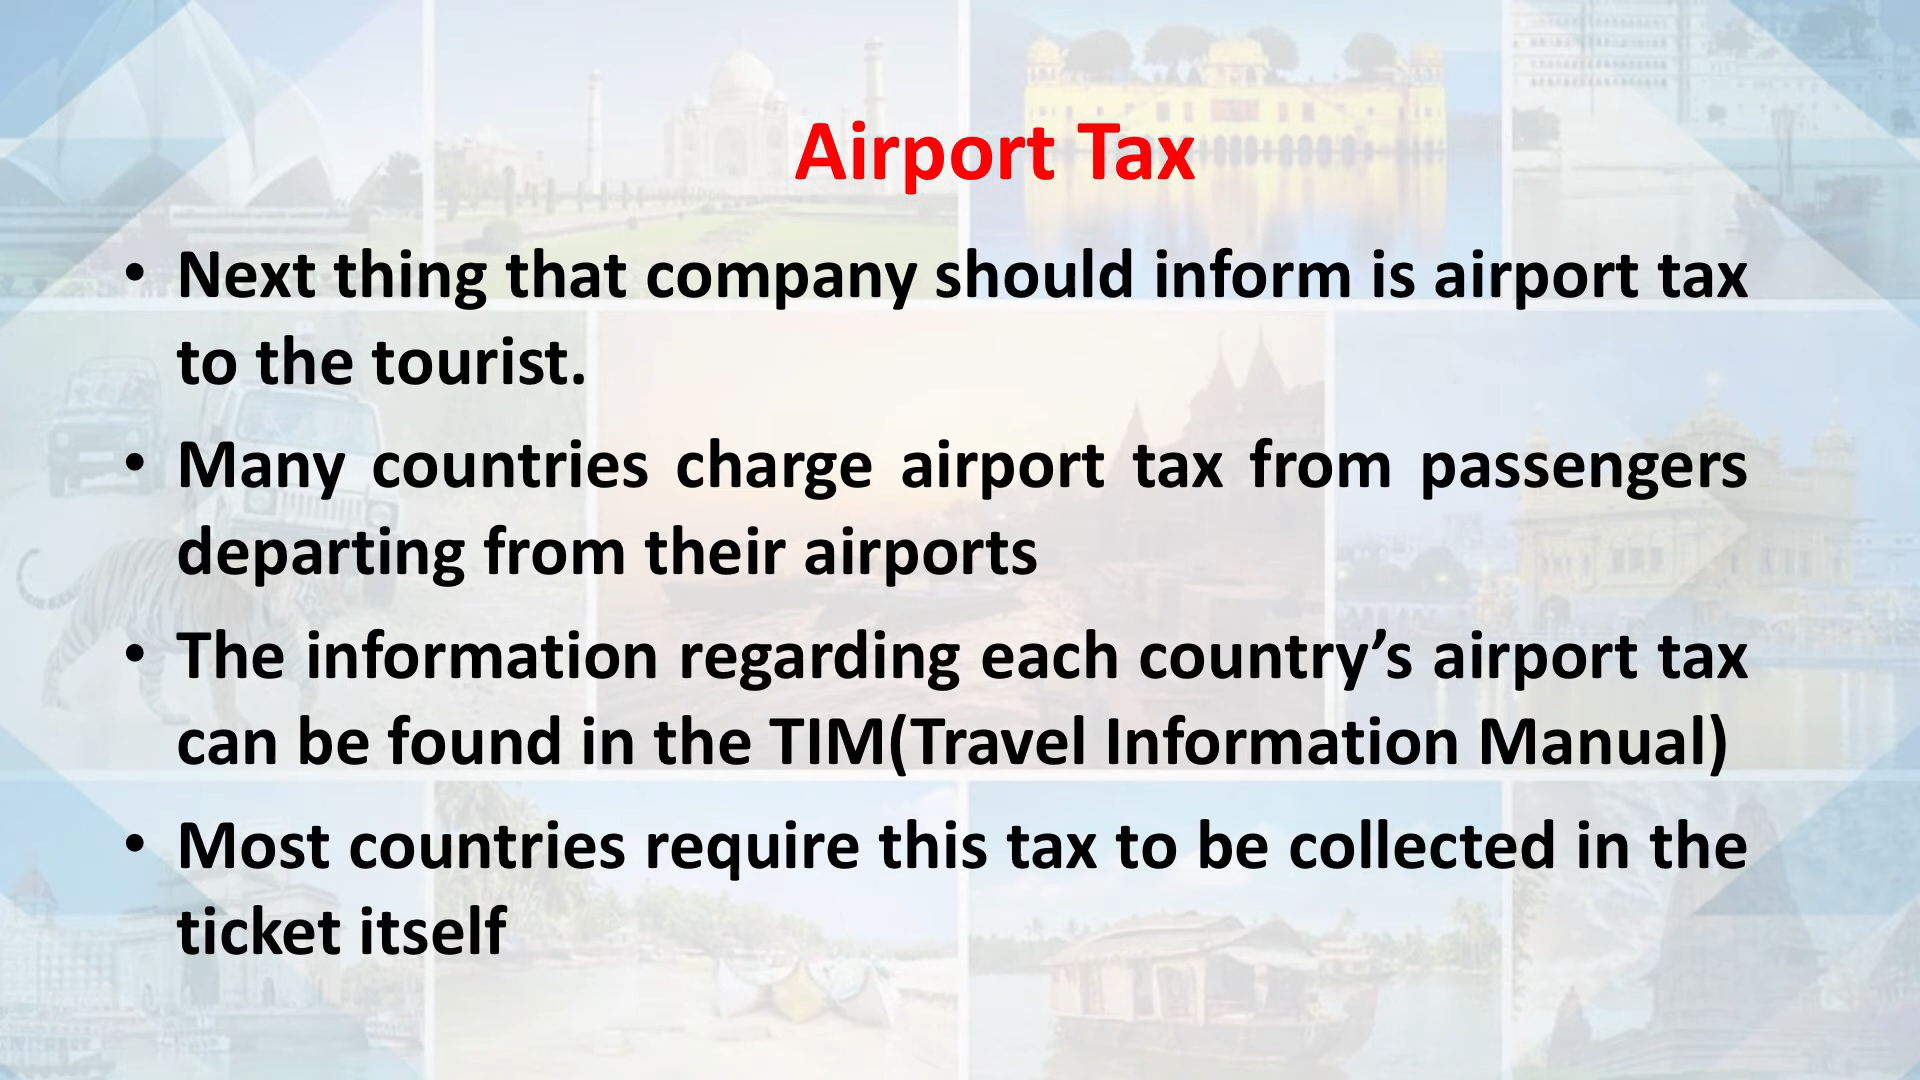 Airport Tax
• Next thing that company should inform is airport tax
to the tourist.
• Many countries charge airport tax from passengers
departing from their airports
• The information regarding each country’s airport tax
can be found in the TIM(Travel Information Manual)
• Most countries require this tax to be collected in the
ticket itself